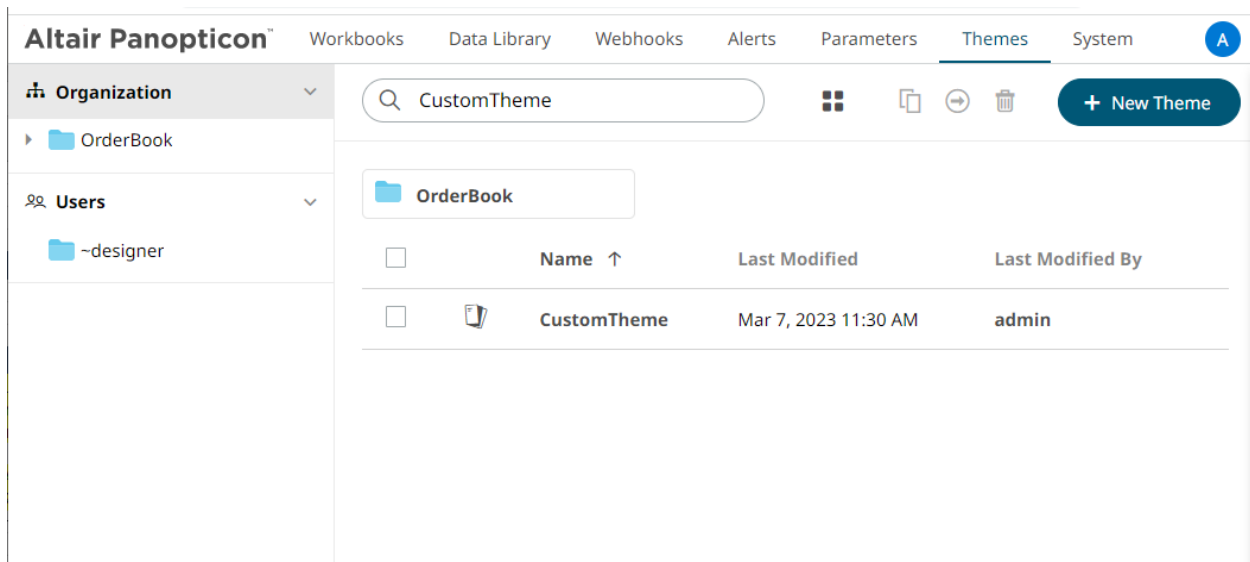 Altair Panopticon™ Workbooks Data Library Webhooks Alerts Parameters Themes System A
Organization
OrderBook
Users
~designer
CustomTheme
+ New Theme
OrderBook
Name ↑ Last Modified Last Modified By
CustomTheme Mar 7, 2023 11:30 AM admin